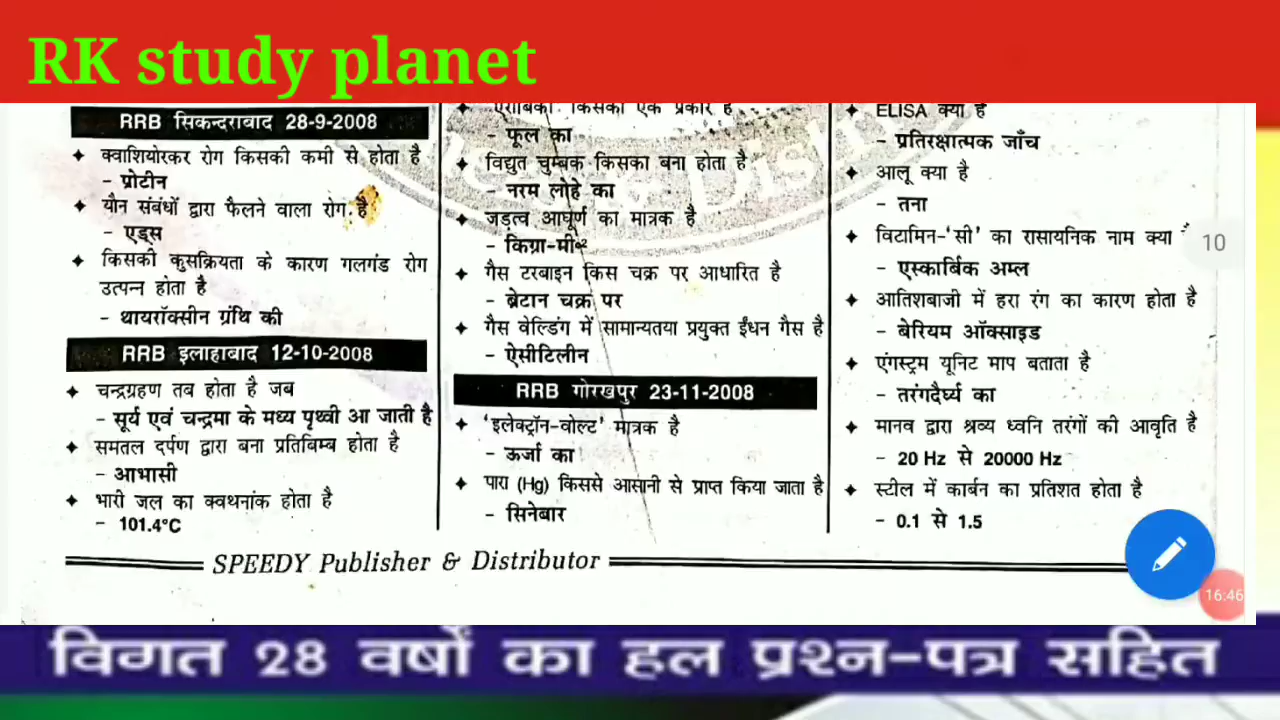 RK study planet
RRB सिकन्दराबाद 28-9-2008
✦ क्वाशियोरकर रोग किसकी कमी से होता है
- प्रोटीन
✦ यौन संबंधों द्वारा फैलने वाला रोग है
- एड्स
✦ किसकी कुसक्रियता के कारण गलगंड रोग
उत्पन्न होता है
- थायरॉक्सीन ग्रंथि की
RRB इलाहाबाद 12-10-2008
✦ चन्द्रग्रहण तब होता है जब
- सूर्य एवं चन्द्रमा के मध्य पृथ्वी आ जाती है
✦ समतल दर्पण द्वारा बना प्रतिबिम्ब होता है
- आभासी
✦ भारी जल का क्वथनांक होता है
- 101.4°C
किसकी एक प्रकार है
- फूल का
✦ विद्युत चुम्बक किसका बना होता है
- नरम लोहे का
✦ जड़त्व आघूर्ण का मात्रक है
- किग्रा-मी²
✦ गैस टरबाइन किस चक्र पर आधारित है
- ब्रेटान चक्र पर
✦ गैस वेल्डिंग में सामान्यतया प्रयुक्त ईंधन गैस है
- ऐसीटिलीन
RRB गोरखपुर 23-11-2008
✦ 'इलेक्ट्रॉन-वोल्ट' मात्रक है
- ऊर्जा का
✦ पारा (Hg) किससे आसानी से प्राप्त किया जाता है
- सिनेबार
✦ ELISA क्या है
- प्रतिरक्षात्मक जाँच
✦ आलू क्या है
- तना
✦ विटामिन-'सी' का रासायनिक नाम क्या
- एस्कार्बिक अम्ल
✦ आतिशबाजी में हरा रंग का कारण होता है
- बेरियम ऑक्साइड
✦ एंगस्ट्रम यूनिट माप बताता है
- तरंगदैर्घ्य का
✦ मानव द्वारा श्रव्य ध्वनि तरंगों की आवृति है
- 20 Hz से 20000 Hz
✦ स्टील में कार्बन का प्रतिशत होता है
- 0.1 से 1.5
10
16:46
SPEEDY Publisher & Distributor
विगत 28 वर्षों का हल प्रश्न-पत्र सहित